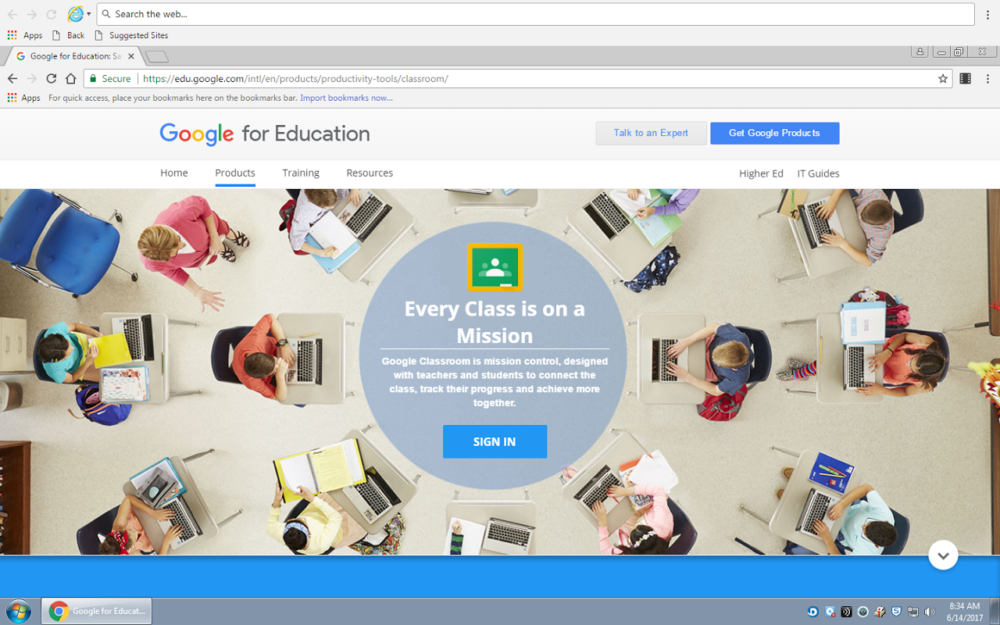 Search the web...
Apps Back Suggested Sites
Google for Education: Sa
Secure https://edu.google.com/intl/en/products/productivity-tools/classroom/
Apps For quick access, place your bookmarks here on the bookmarks bar. Import bookmarks now...
Google for Education
Talk to an Expert Get Google Products
Home Products Training Resources Higher Ed IT Guides
Every Class is on a
Mission
Google Classroom is mission control, designed
with teachers and students to connect the
class, track their progress and achieve more
together.
SIGN IN
Google for Educat...
8:34 AM
6/14/2017